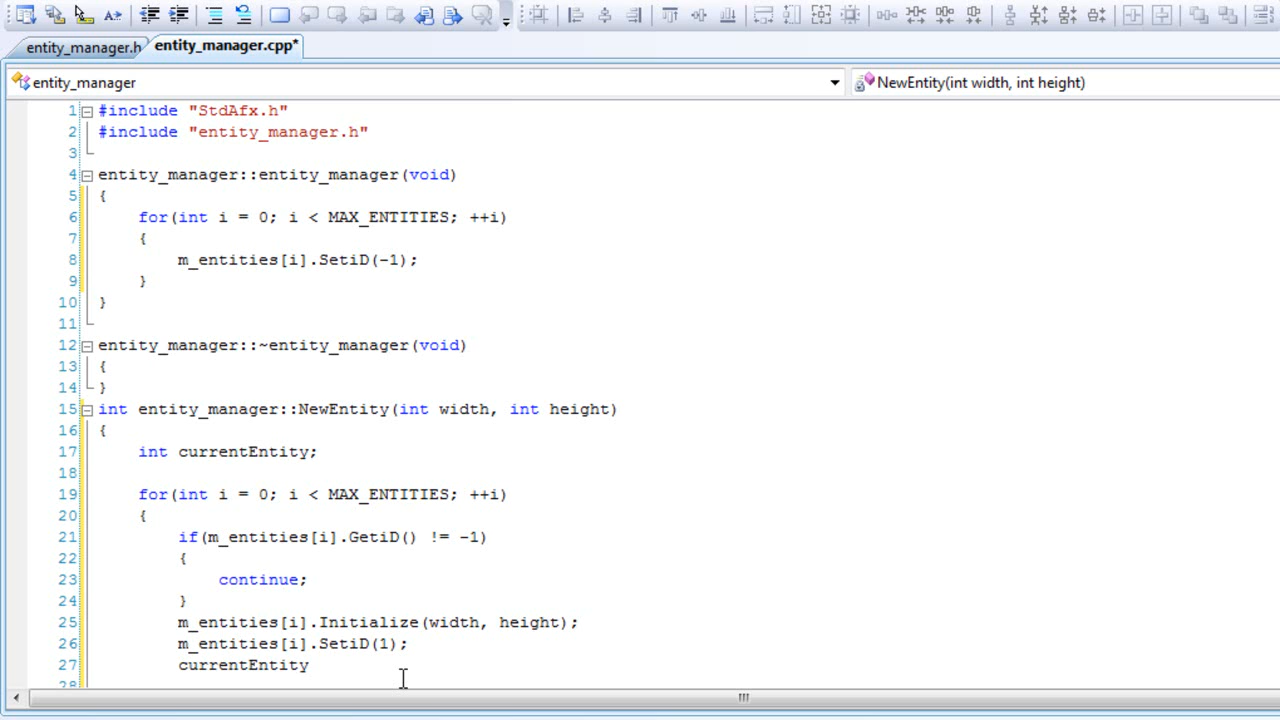 entity_manager.h
entity_manager.cpp*
entity_manager
NewEntity(int width, int height)
1 #include "StdAfx.h"
2 #include "entity_manager.h"
3
4 entity_manager::entity_manager(void)
5 {
6 for(int i = 0; i < MAX_ENTITIES; ++i)
7 {
8 m_entities[i].SetiD(-1);
9 }
10 }
11
12 entity_manager::~entity_manager(void)
13 {
14 }
15 int entity_manager::NewEntity(int width, int height)
16 {
17 int currentEntity;
18
19 for(int i = 0; i < MAX_ENTITIES; ++i)
20 {
21 if(m_entities[i].GetiD() != -1)
22 {
23 continue;
24 }
25 m_entities[i].Initialize(width, height);
26 m_entities[i].SetiD(1);
27 currentEntity
28